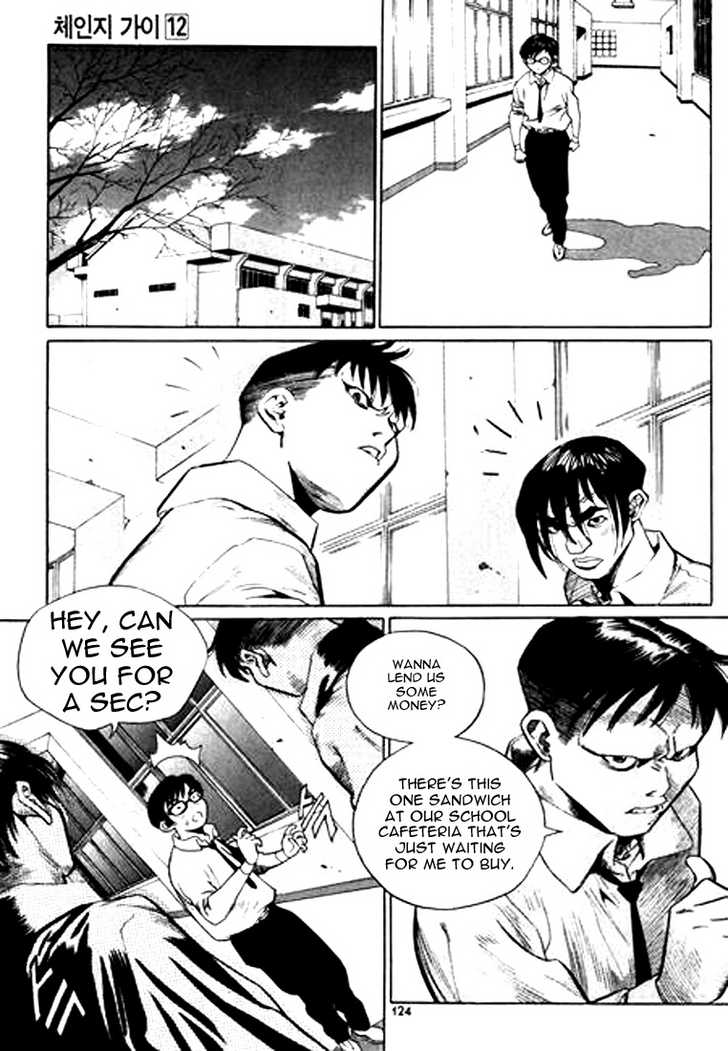 체인지 가이 12
HEY, CAN
WE SEE
YOU FOR
A SEC?
WANNA
LEND US
SOME
MONEY?
THERE'S THIS
ONE SANDWICH
AT OUR SCHOOL
CAFETERIA THAT'S
JUST WAITING
FOR ME TO BUY.
124